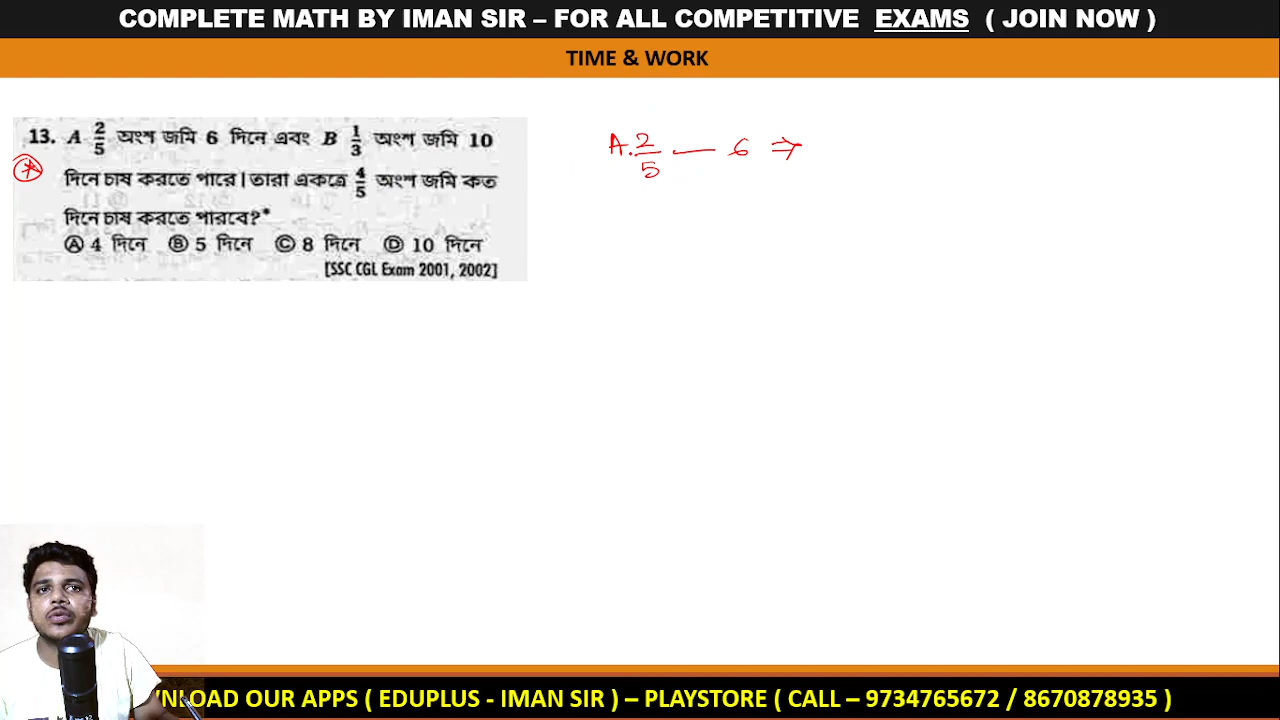 COMPLETE MATH BY IMAN SIR – FOR ALL COMPETITIVE EXAMS ( JOIN NOW )
TIME & WORK
13. A 2/5 অংশ জমি 6 দিনে এবং B 1/3 অংশ জমি 10
দিনে চাষ করতে পারে। তারা একত্রে 4/5 অংশ জমি কত
দিনে চাষ করতে পারবে?*
Ⓐ 4 দিনে Ⓑ 5 দিনে Ⓒ 8 দিনে Ⓓ 10 দিনে
[SSC CGL Exam 2001, 2002]
A. 2/5 — 6 ⇒
WNLOAD OUR APPS ( EDUPLUS - IMAN SIR ) – PLAYSTORE ( CALL – 9734765672 / 8670878935 )